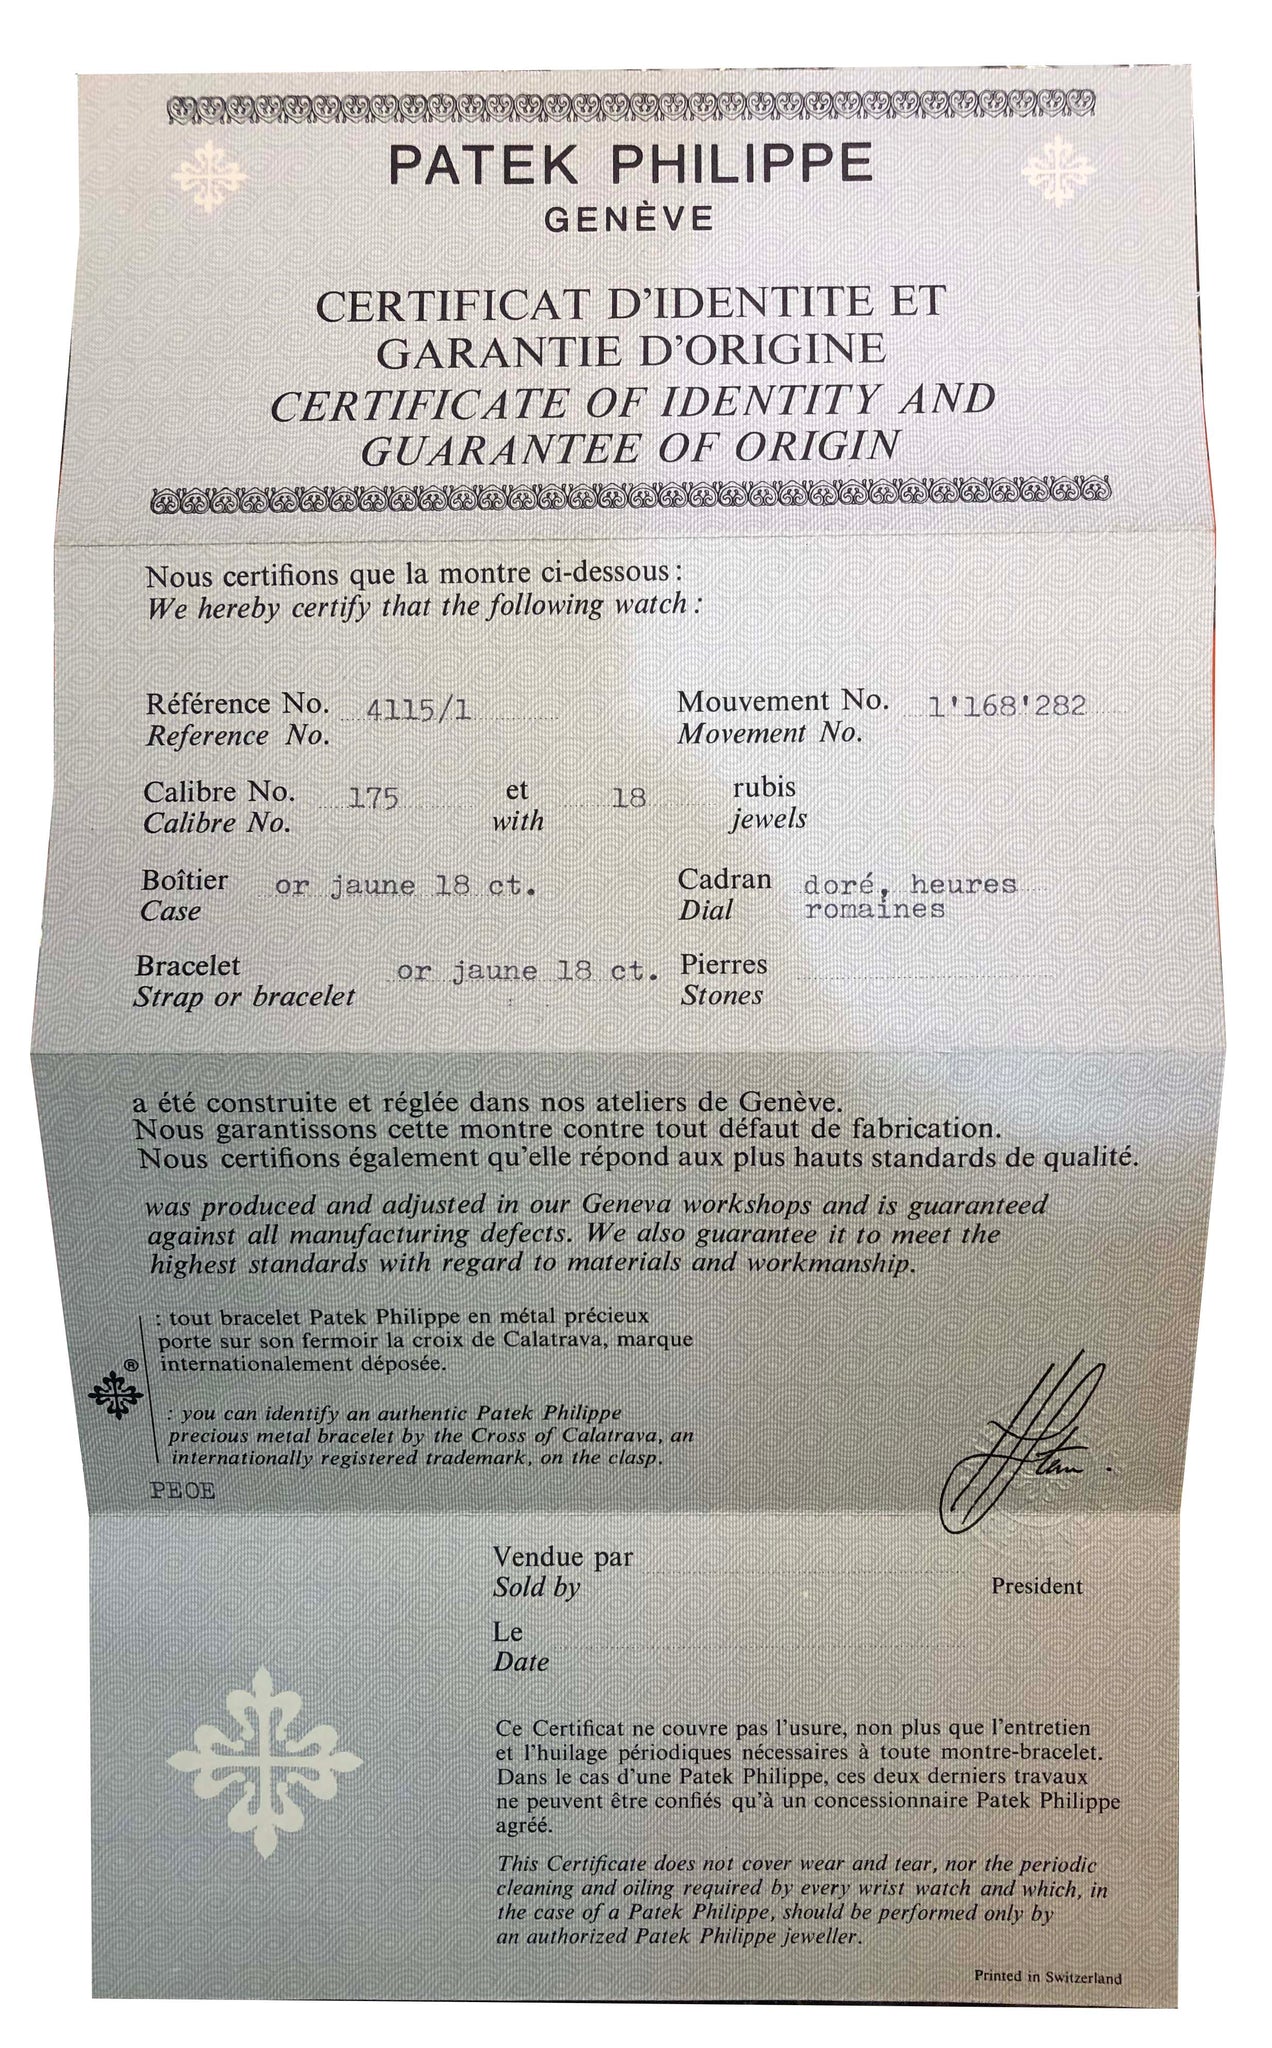 PATEK PHILIPPE
GENÈVE
CERTIFICAT D'IDENTITE ET
GARANTIE D'ORIGINE
CERTIFICATE OF IDENTITY AND
GUARANTEE OF ORIGIN
Nous certifions que la montre ci-dessous :
We hereby certify that the following watch :
Référence No. 4115/1 Mouvement No. 1'168'282
Reference No. Movement No.
Calibre No. 175 et 18 rubis
Calibre No. with jewels
Boîtier or jaune 18 ct. Cadran doré, heures
Case Dial romaines
Bracelet or jaune 18 ct. Pierres
Strap or bracelet Stones
a été construite et réglée dans nos ateliers de Genève.
Nous garantissons cette montre contre tout défaut de fabrication.
Nous certifions également qu'elle répond aux plus hauts standards de qualité.
was produced and adjusted in our Geneva workshops and is guaranteed
against all manufacturing defects. We also guarantee it to meet the
highest standards with regard to materials and workmanship.
: tout bracelet Patek Philippe en métal précieux
porte sur son fermoir la croix de Calatrava, marque
internationalement déposée.
®
: you can identify an authentic Patek Philippe
precious metal bracelet by the Cross of Calatrava, an
internationally registered trademark, on the clasp.
PEOE
Vendue par
Sold by President
Le
Date
Ce Certificat ne couvre pas l'usure, non plus que l'entretien
et l'huilage périodiques nécessaires à toute montre-bracelet.
Dans le cas d'une Patek Philippe, ces deux derniers travaux
ne peuvent être confiés qu'à un concessionnaire Patek Philippe
agréé.
This Certificate does not cover wear and tear, nor the periodic
cleaning and oiling required by every wrist watch and which, in
the case of a Patek Philippe, should be performed only by
an authorized Patek Philippe jeweller.
Printed in Switzerland